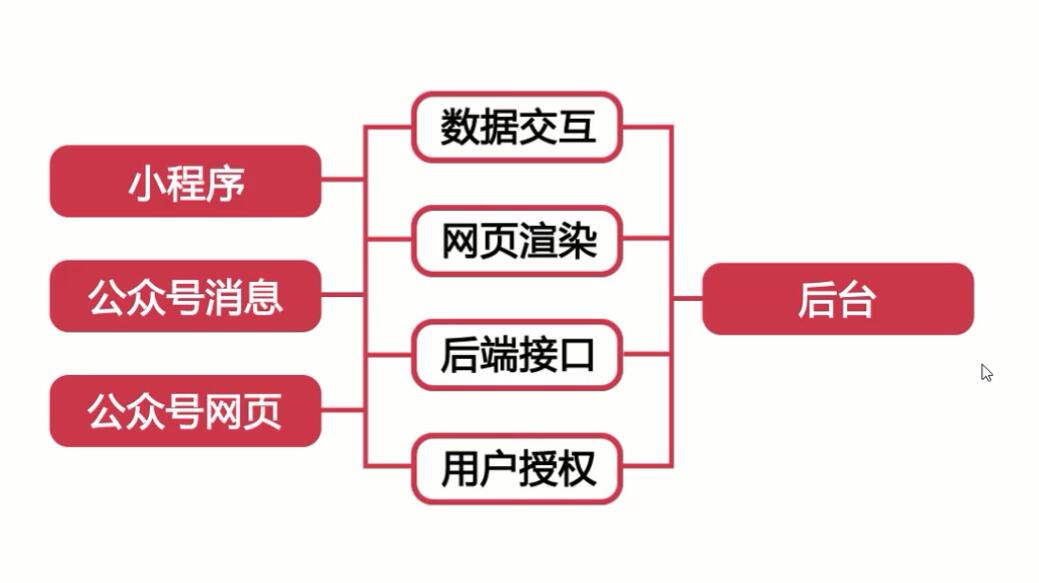 小程序
公众号消息
公众号网页
数据交互
网页渲染
后端接口
用户授权
后台